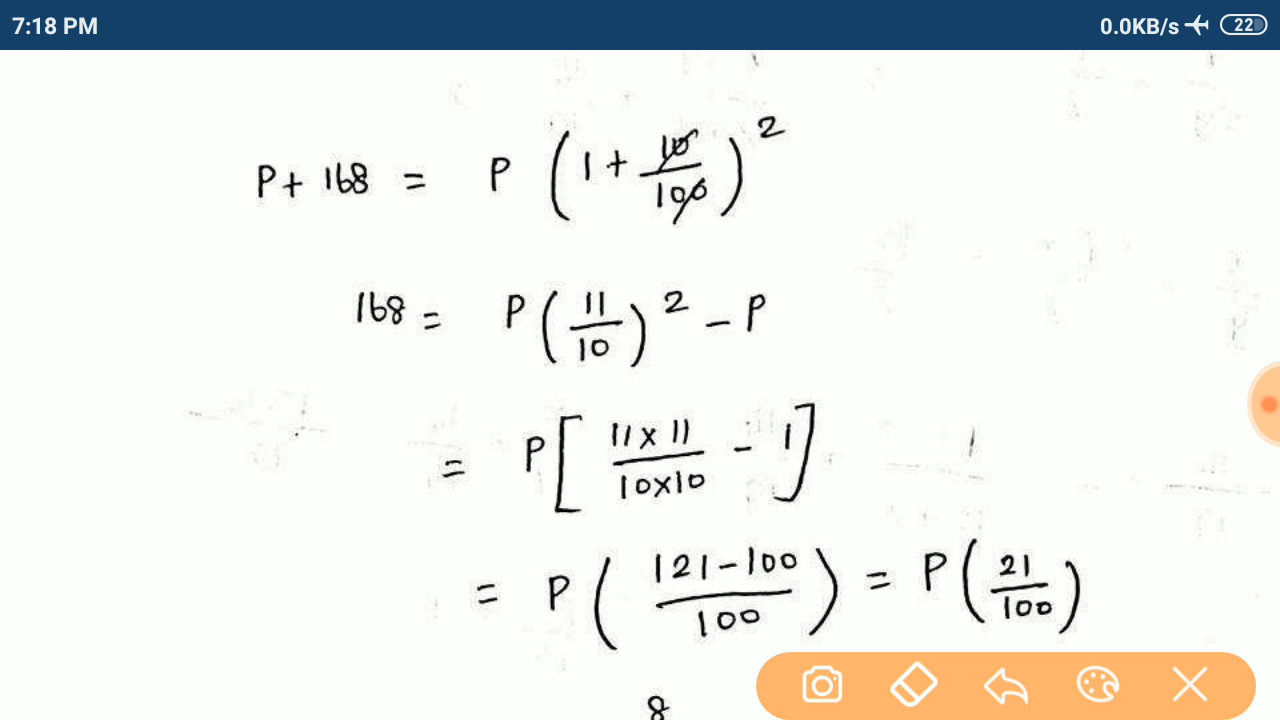 7:18 PM 0.0KB/s 22
P + 168 = P (1 + 10/100)²
168 = P (11/10)² - P
= P [11 x 11/10 x 10 - 1]
= P (121 - 100/100) = P (21/100)
8